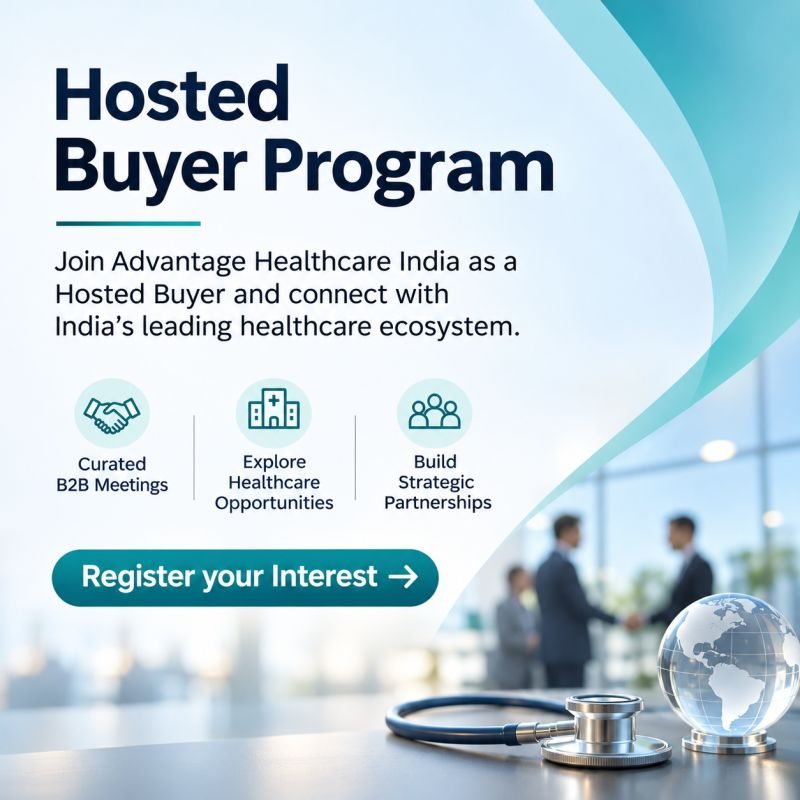 Hosted
Buyer Program
Join Advantage Healthcare India as a
Hosted Buyer and connect with
India's leading healthcare ecosystem.
Curated
B2B Meetings
Explore
Healthcare
Opportunities
Build
Strategic
Partnerships
Register your Interest →